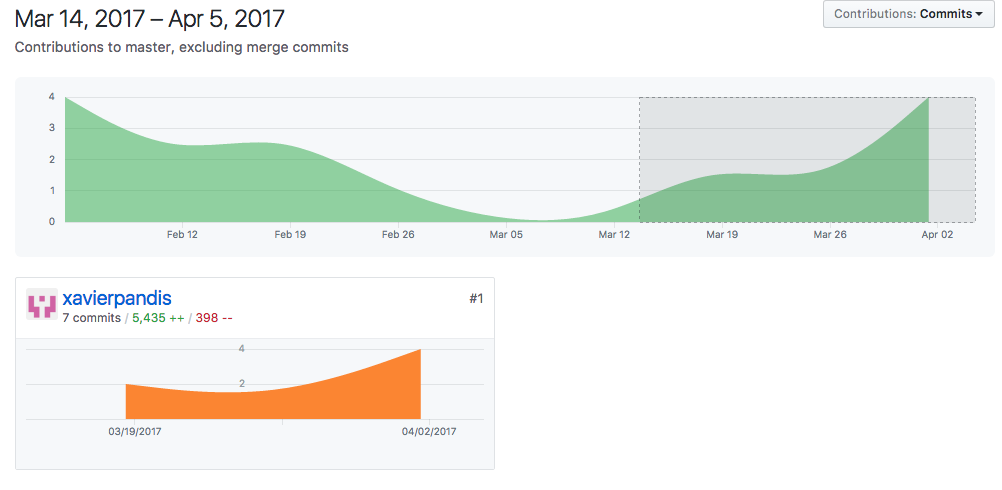 Mar 14, 2017 – Apr 5, 2017
Contributions: Commits
Contributions to master, excluding merge commits
4
3
2
1
0
Feb 12 Feb 19 Feb 26 Mar 05 Mar 12 Mar 19 Mar 26 Apr 02
xavierpandis #1
7 commits / 5,435 ++ / 398 --
4
2
03/19/2017 04/02/2017